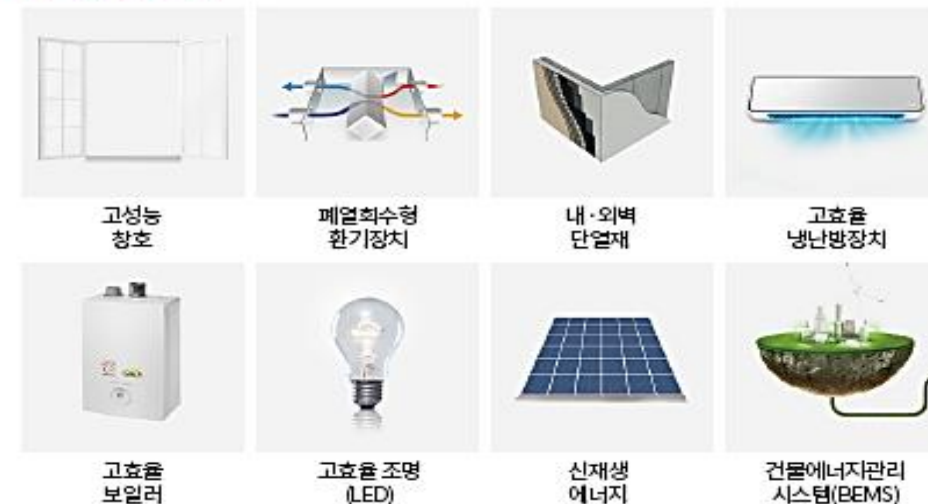 고성능
창호
폐열회수형
환기장치
내·외벽
단열재
고효율
냉난방장치
고효율
보일러
고효율 조명
(LED)
신재생
에너지
건물에너지관리
시스템(BEMS)